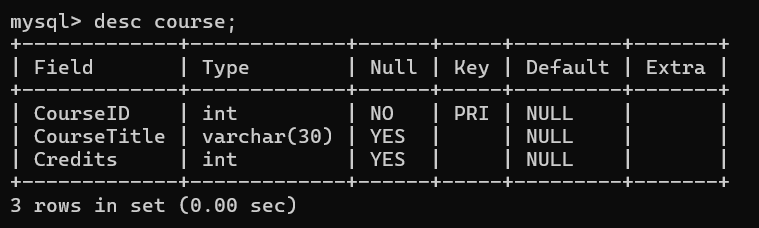 mysql> desc course;
+-------------+-------------+------+-----+---------+-------+
| Field       | Type        | Null | Key | Default | Extra |
+-------------+-------------+------+-----+---------+-------+
| CourseID    | int         | NO   | PRI | NULL    |       |
| CourseTitle | varchar(30) | YES  |     | NULL    |       |
| Credits     | int         | YES  |     | NULL    |       |
+-------------+-------------+------+-----+---------+-------+
3 rows in set (0.00 sec)